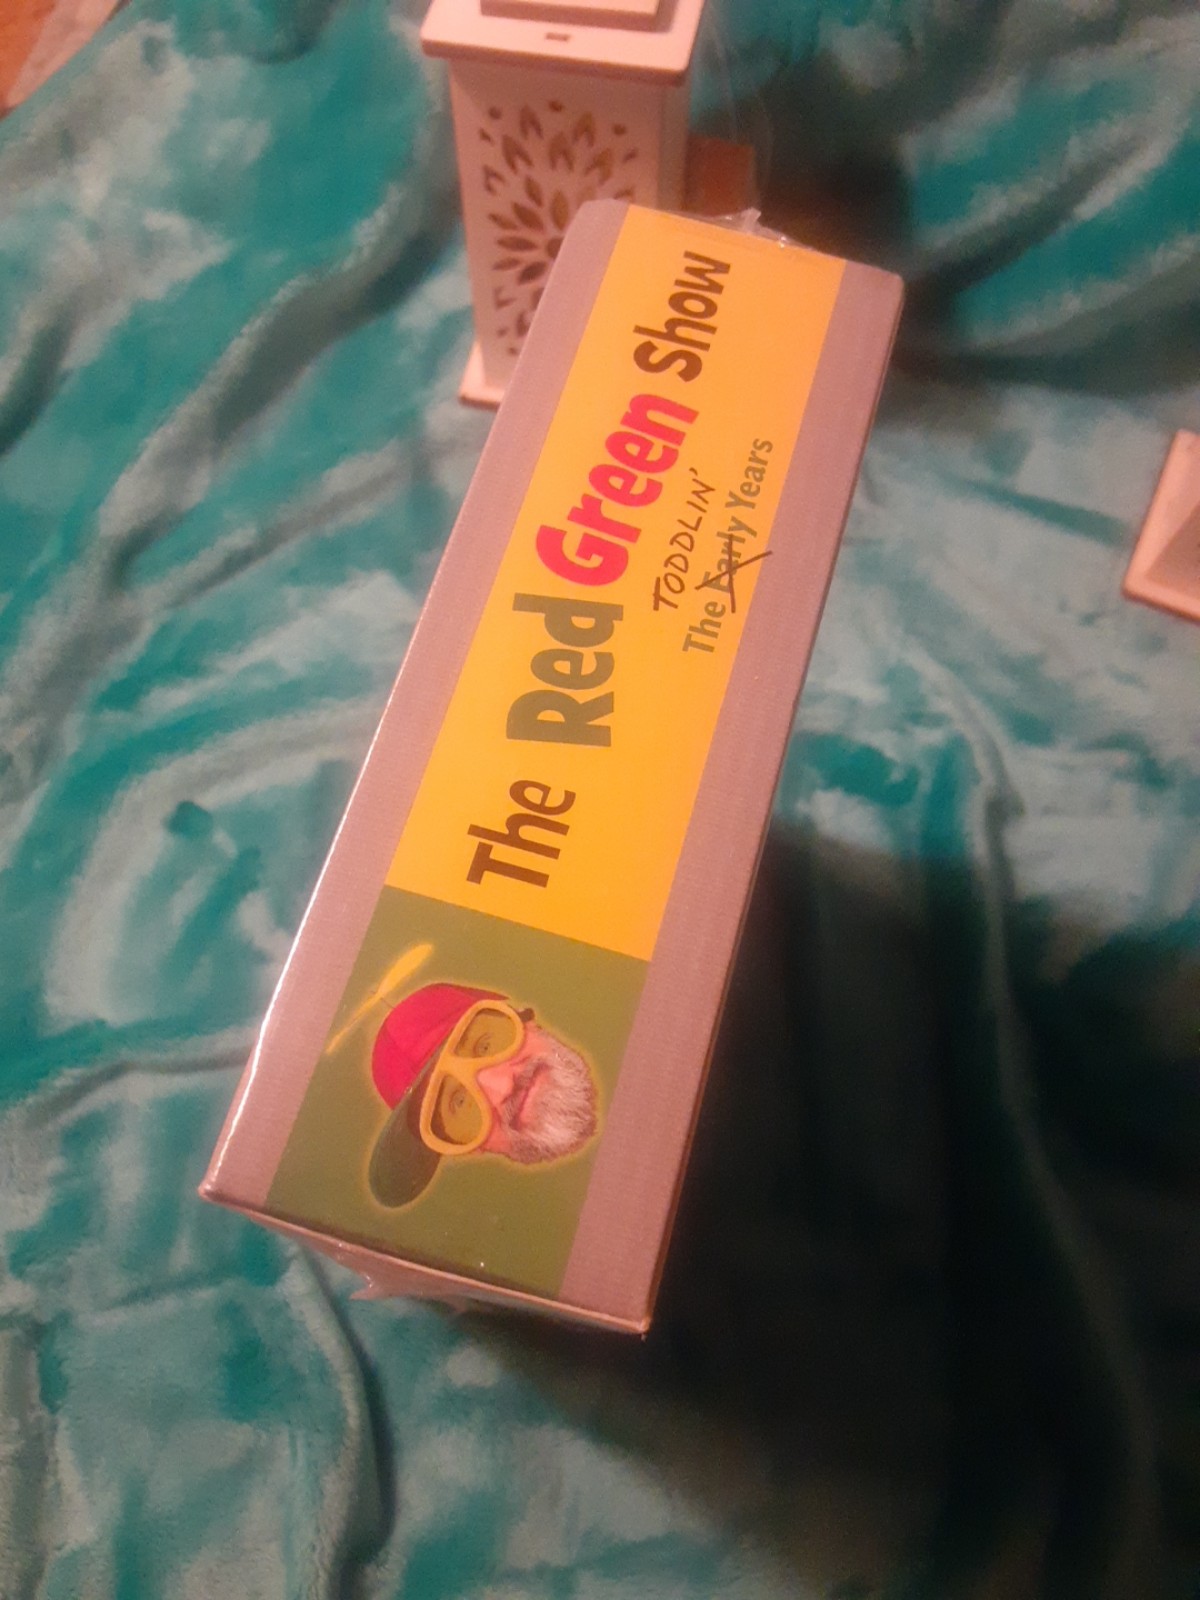 The Red Green Show
TODDLIN'
The Early Years